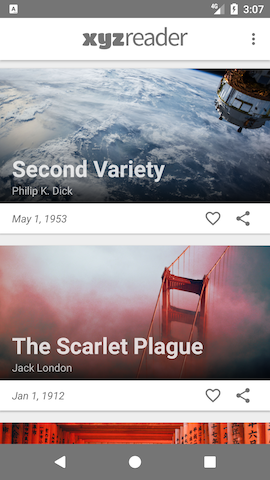 4G
3:07
xyzreader
Second Variety
Philip K. Dick
May 1, 1953
The Scarlet Plague
Jack London
Jan 1, 1912